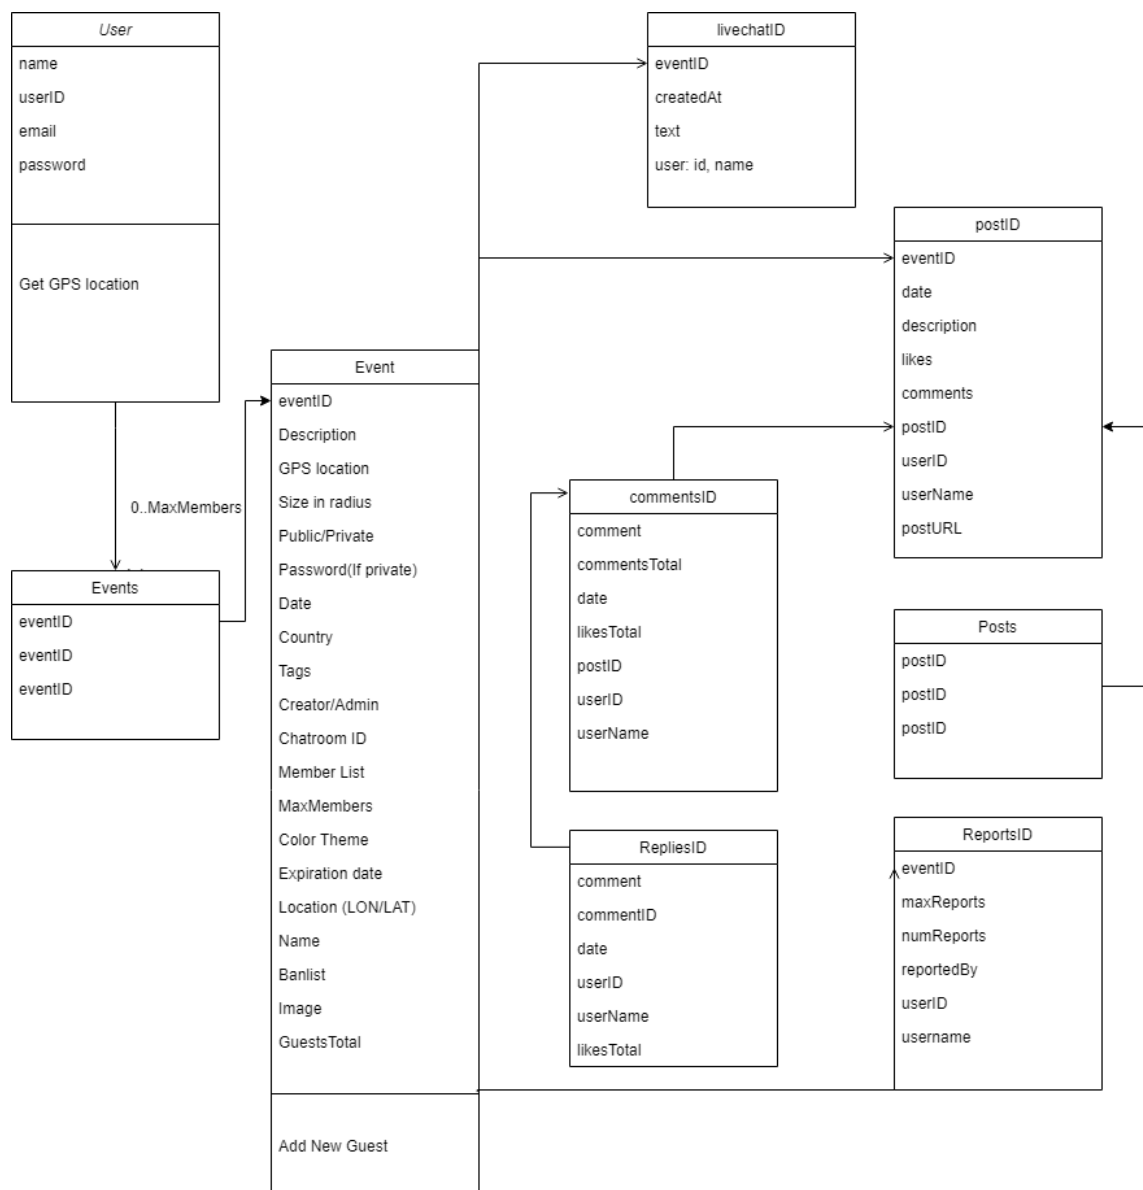 User
name
userID
email
password
Get GPS location
0..MaxMembers
Events
eventID
eventID
eventID
Event
eventID
Description
GPS location
Size in radius
Public/Private
Password(If private)
Date
Country
Tags
Creator/Admin
Chatroom ID
Member List
MaxMembers
Color Theme
Expiration date
Location (LON/LAT)
Name
Banlist
Image
GuestsTotal
Add New Guest
livechatID
eventID
createdAt
text
user: id, name
postID
eventID
date
description
likes
comments
postID
userID
userName
postURL
commentsID
comment
commentsTotal
date
likesTotal
postID
userID
userName
Posts
postID
postID
postID
RepliesID
comment
commentID
date
userID
userName
likesTotal
ReportsID
eventID
maxReports
numReports
reportedBy
userID
username